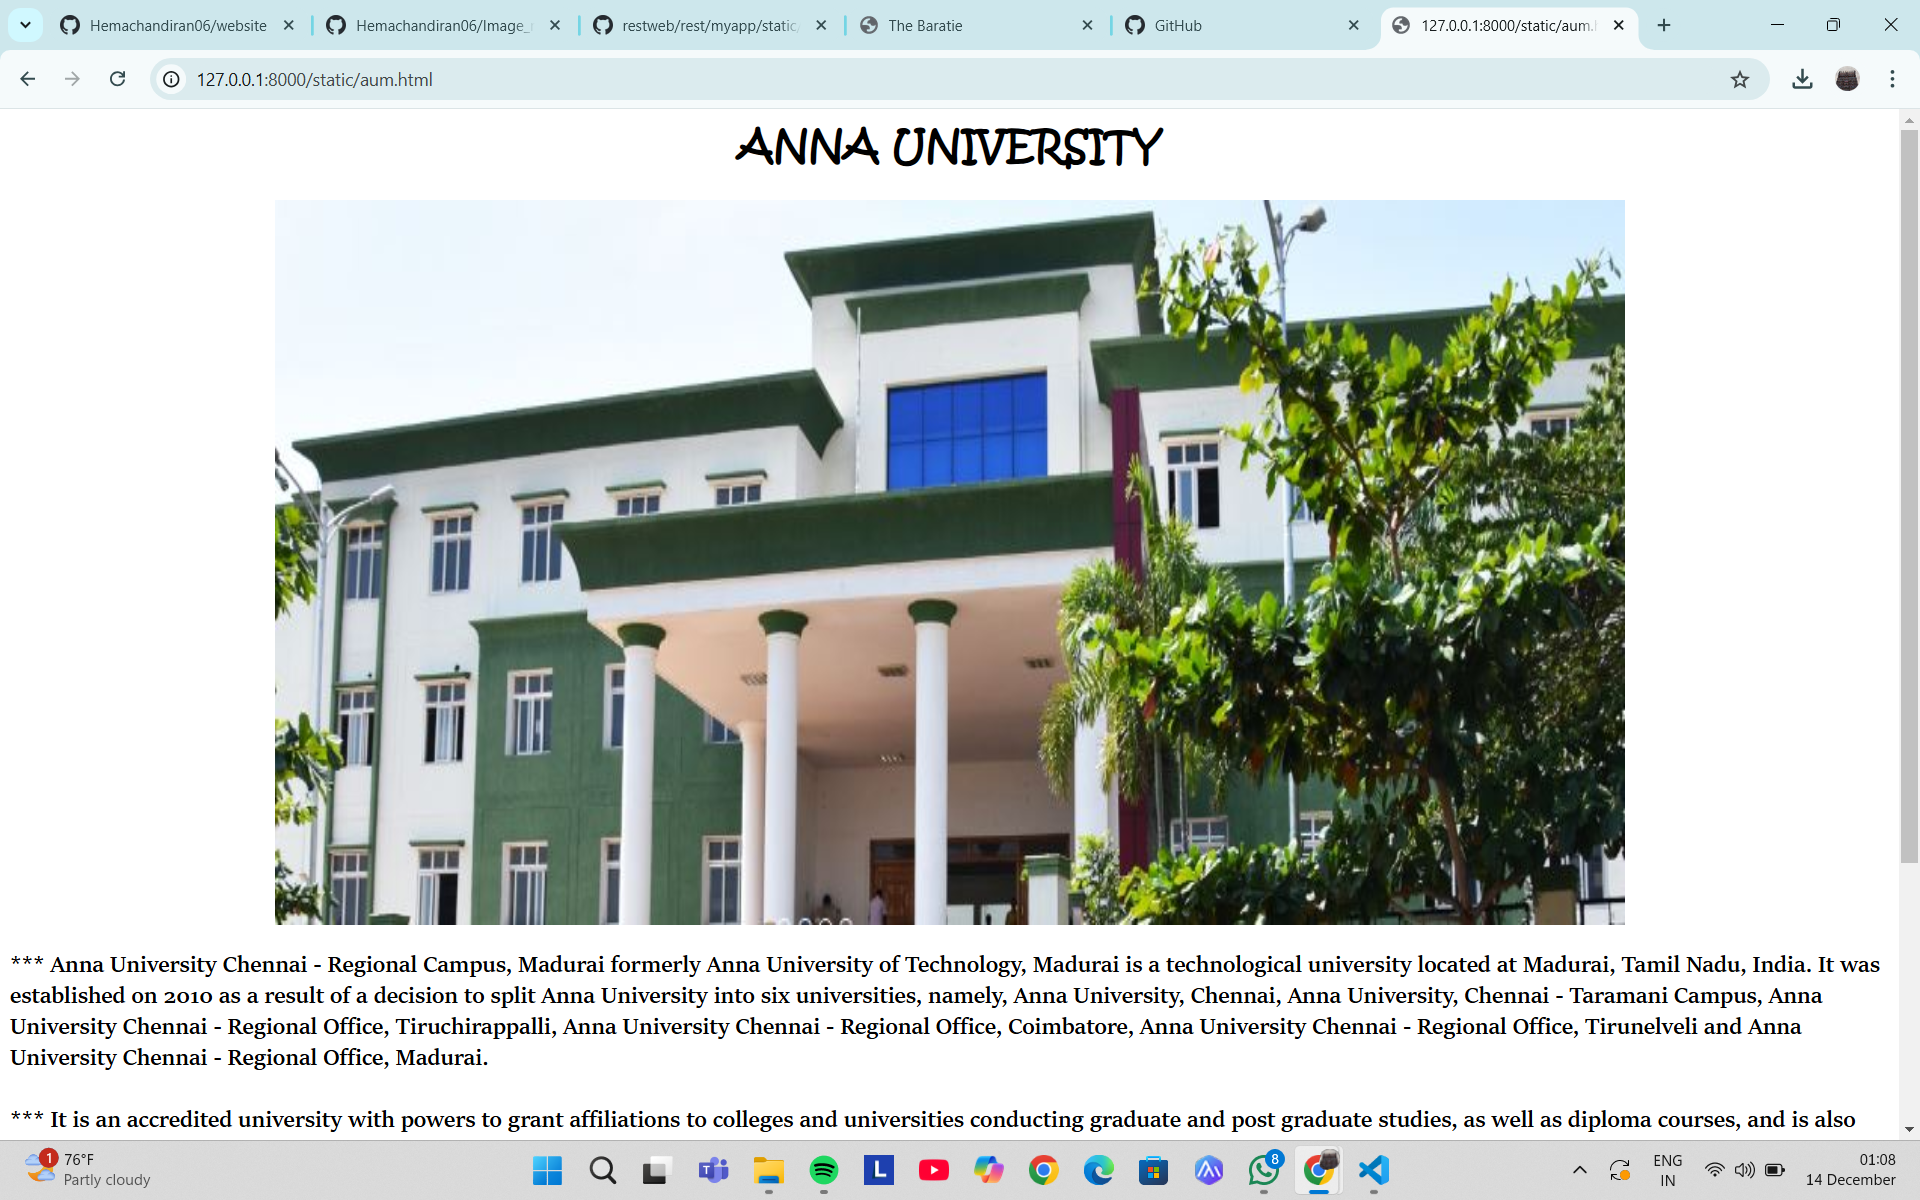 Hemachandiran06/website
Hemachandiran06/Image_
restweb/rest/myapp/static
The Baratie
GitHub
127.0.0.1:8000/static/aum.
127.0.0.1:8000/static/aum.html
ANNA UNIVERSITY
*** Anna University Chennai - Regional Campus, Madurai formerly Anna University of Technology, Madurai is a technological university located at Madurai, Tamil Nadu, India. It was
established on 2010 as a result of a decision to split Anna University into six universities, namely, Anna University, Chennai, Anna University, Chennai - Taramani Campus, Anna
University Chennai - Regional Office, Tiruchirappalli, Anna University Chennai - Regional Office, Coimbatore, Anna University Chennai - Regional Office, Tirunelveli and Anna
University Chennai - Regional Office, Madurai.
*** It is an accredited university with powers to grant affiliations to colleges and universities conducting graduate and post graduate studies, as well as diploma courses, and is also
1
76°F
Partly cloudy
L
8
ENG
IN
01:08
14 December